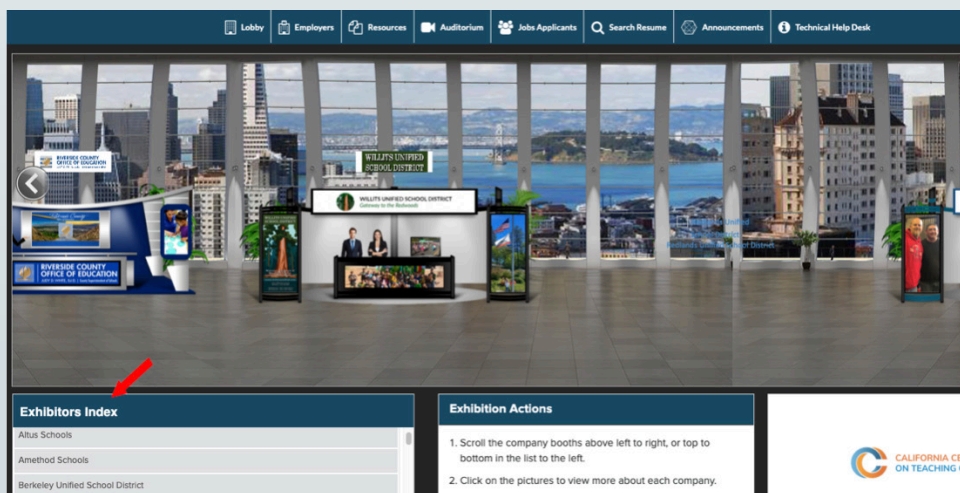 Lobby
Employers
Resources
Auditorium
Jobs Applicants
Search Resume
Announcements
Technical Help Desk
RIVERSIDE COUNTY
OFFICE OF EDUCATION
WILLITS UNIFIED
SCHOOL DISTRICT
WILLITS UNIFIED SCHOOL DISTRICT
Gateway to the Redwoods
RIVERSIDE COUNTY
OFFICE OF EDUCATION
Exhibitors Index
Altus Schools
Amethod Schools
Berkeley Unified School District
Exhibition Actions
1. Scroll the company booths above left to right, or top to
bottom in the list to the left.
2. Click on the pictures to view more about each company.
CALIFORNIA CE
ON TEACHING